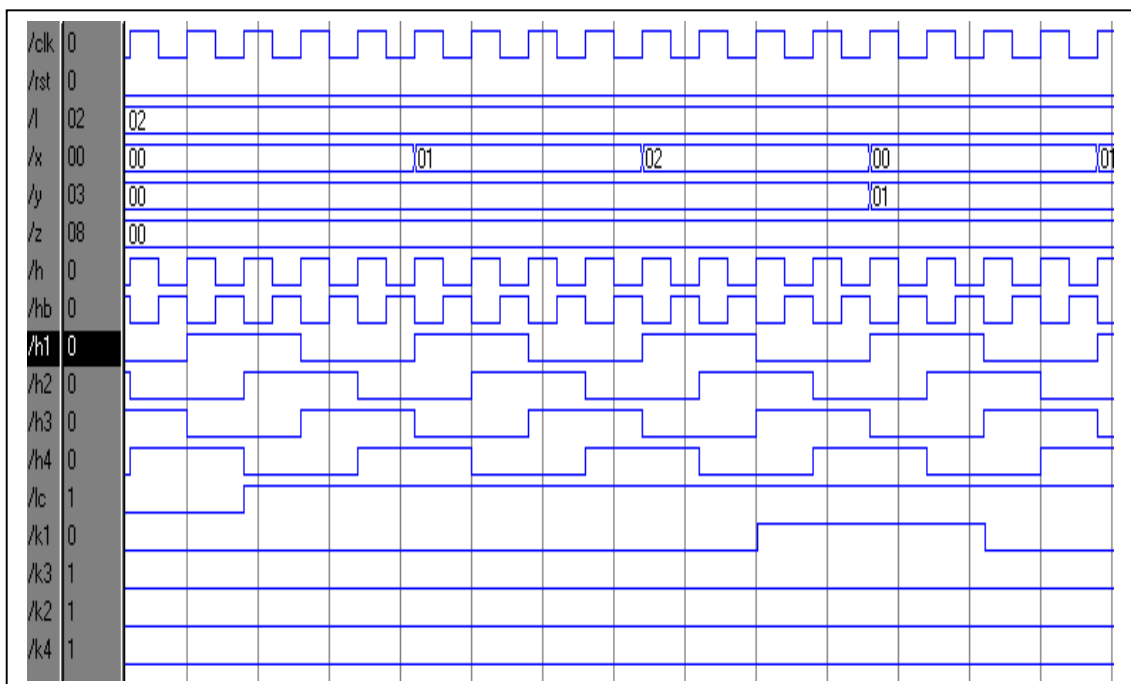 /clk 0
/rst 0
/l 02 02
/x 00 00 01 02 00 01
/y 03 00 01
/z 08 00
/h 0
/hb 0
/h1 0
/h2 0
/h3 0
/h4 0
/lc 1
/k1 0
/k3 1
/k2 1
/k4 1